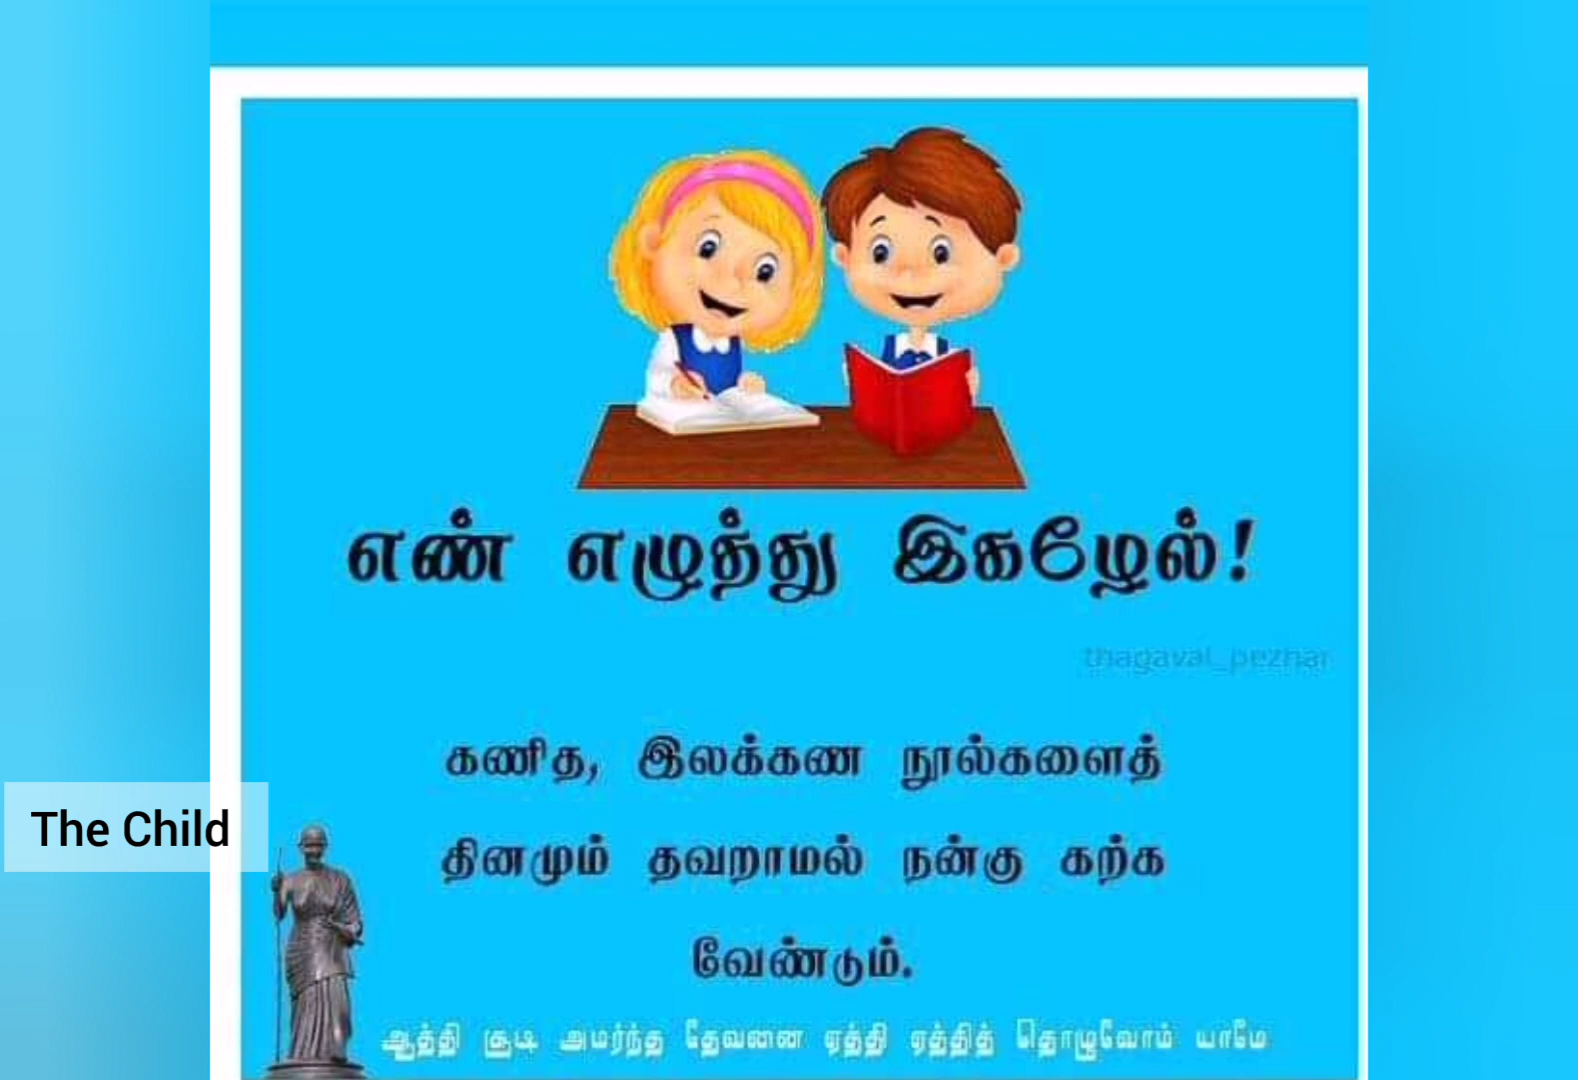 எண் எழுத்து இகழேல்!
thagaval_pezhai
கணித, இலக்கண நூல்களைத்
தினமும் தவறாமல் நன்கு கற்க
The Child
வேண்டும்.
ஆத்தி சூடி அமர்ந்த தேவனை ஏத்தி ஏத்தித் தொழுவோம் யாமே